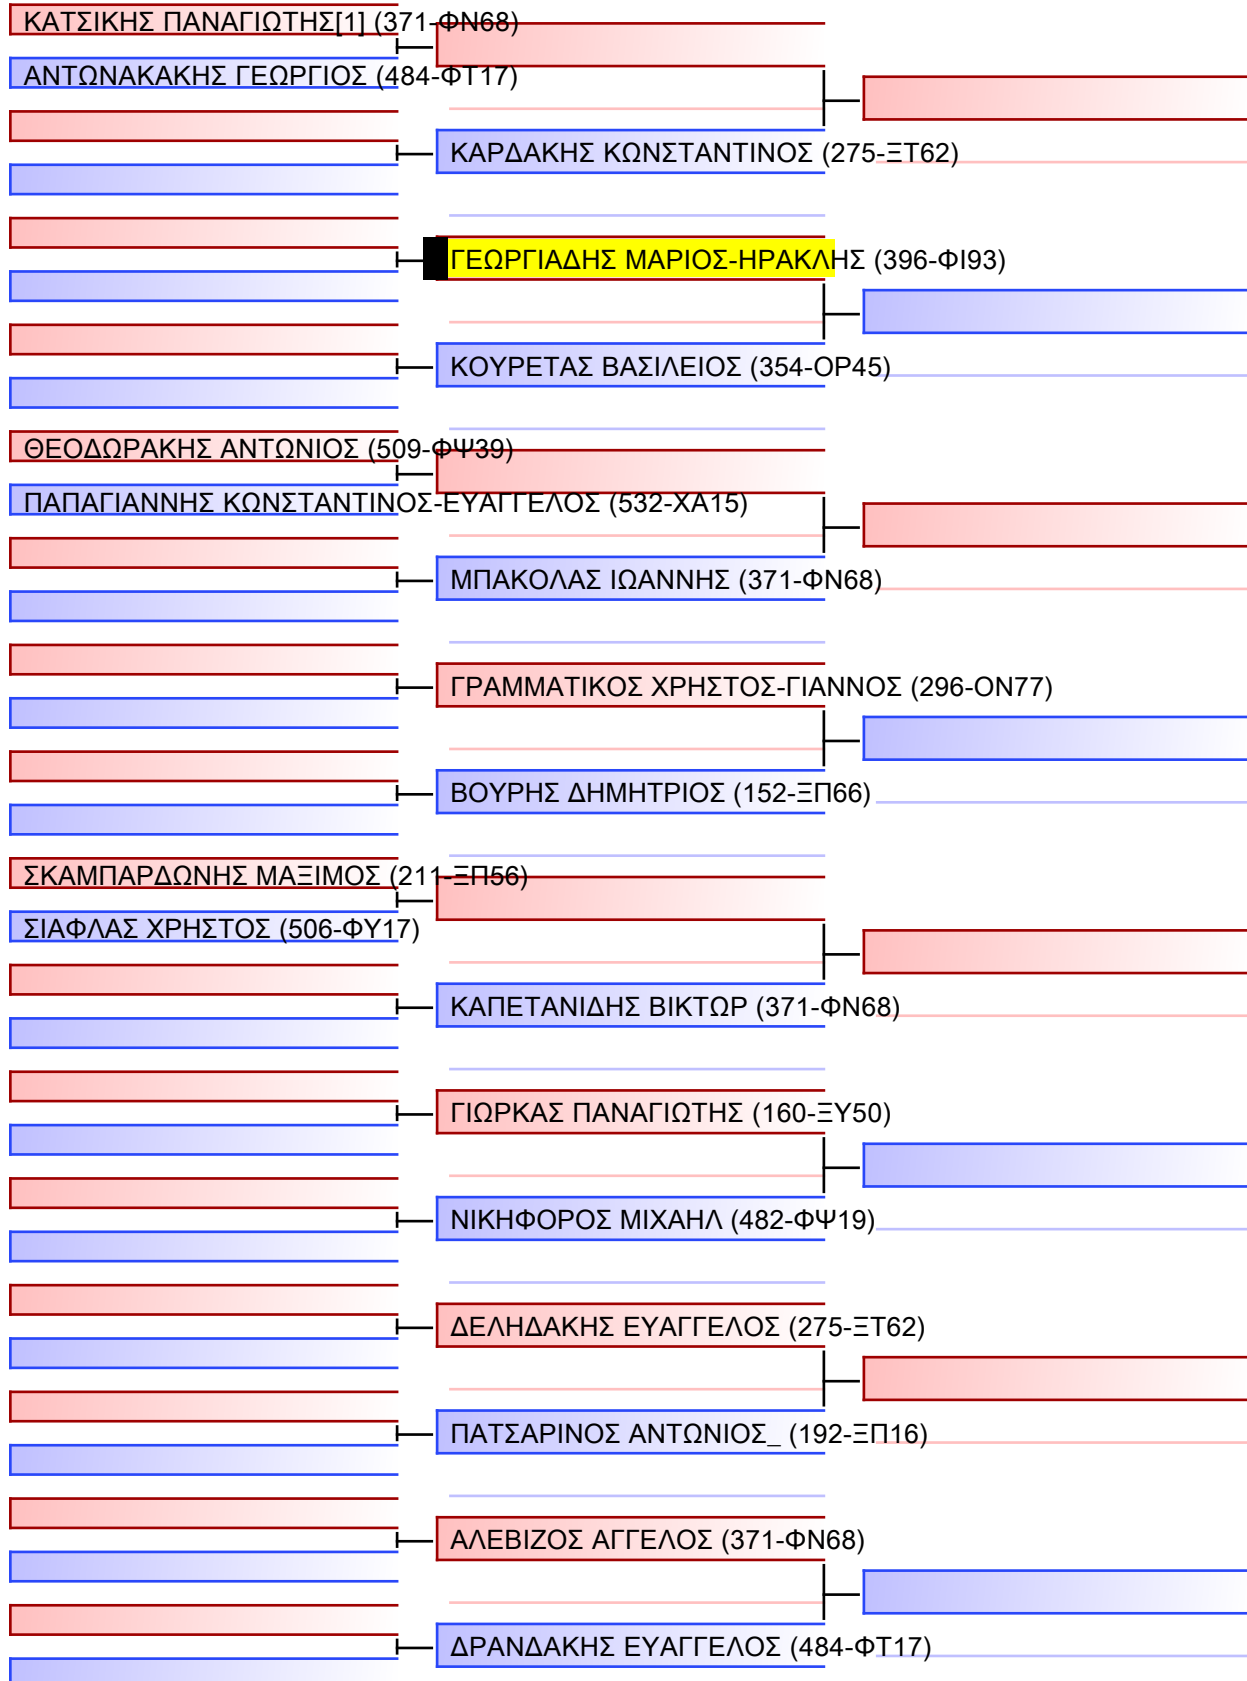 ΚΑΤΣΙΚΗΣ ΠΑΝΑΓΙΩΤΗΣ[1] (371-ΦΝ68)
ΑΝΤΩΝΑΚΑΚΗΣ ΓΕΩΡΓΙΟΣ (484-ΦΤ17)
ΚΑΡΔΑΚΗΣ ΚΩΝΣΤΑΝΤΙΝΟΣ (275-ΞΤ62)
ΓΕΩΡΓΙΑΔΗΣ ΜΑΡΙΟΣ-ΗΡΑΚΛΗΣ (396-ΦΙ93)
ΚΟΥΡΕΤΑΣ ΒΑΣΙΛΕΙΟΣ (354-ΟΡ45)
ΘΕΟΔΩΡΑΚΗΣ ΑΝΤΩΝΙΟΣ (509-ΦΨ39)
ΠΑΠΑΓΙΑΝΝΗΣ ΚΩΝΣΤΑΝΤΙΝΟΣ-ΕΥΑΓΓΕΛΟΣ (532-ΧΑ15)
ΜΠΑΚΟΛΑΣ ΙΩΑΝΝΗΣ (371-ΦΝ68)
ΓΡΑΜΜΑΤΙΚΟΣ ΧΡΗΣΤΟΣ-ΓΙΑΝΝΟΣ (296-ΟΝ77)
ΒΟΥΡΗΣ ΔΗΜΗΤΡΙΟΣ (152-ΞΠ66)
ΣΚΑΜΠΑΡΔΩΝΗΣ ΜΑΞΙΜΟΣ (211-ΞΠ56)
ΣΙΑΦΛΑΣ ΧΡΗΣΤΟΣ (506-ΦΥ17)
ΚΑΠΕΤΑΝΙΔΗΣ ΒΙΚΤΩΡ (371-ΦΝ68)
ΓΙΩΡΚΑΣ ΠΑΝΑΓΙΩΤΗΣ (160-ΞΥ50)
ΝΙΚΗΦΟΡΟΣ ΜΙΧΑΗΛ (482-ΦΨ19)
ΔΕΛΗΔΑΚΗΣ ΕΥΑΓΓΕΛΟΣ (275-ΞΤ62)
ΠΑΤΣΑΡΙΝΟΣ ΑΝΤΩΝΙΟΣ_ (192-ΞΠ16)
ΑΛΕΒΙΖΟΣ ΑΓΓΕΛΟΣ (371-ΦΝ68)
ΔΡΑΝΔΑΚΗΣ ΕΥΑΓΓΕΛΟΣ (484-ΦΤ17)